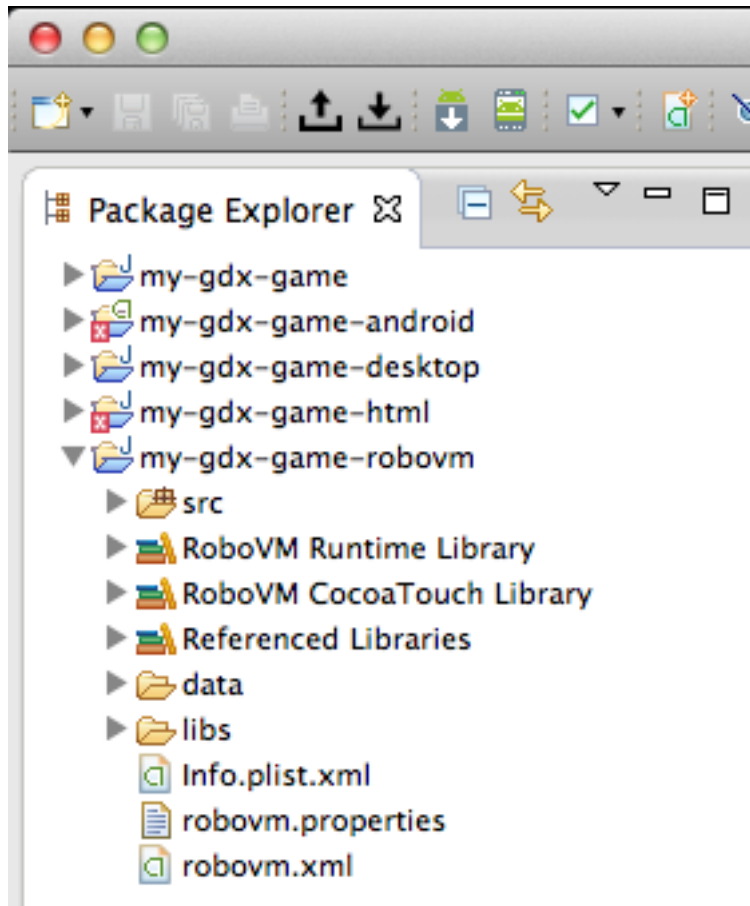 Package Explorer
my-gdx-game
my-gdx-game-android
my-gdx-game-desktop
my-gdx-game-html
my-gdx-game-robovm
src
RoboVM Runtime Library
RoboVM CocoaTouch Library
Referenced Libraries
data
libs
Info.plist.xml
robovm.properties
robovm.xml